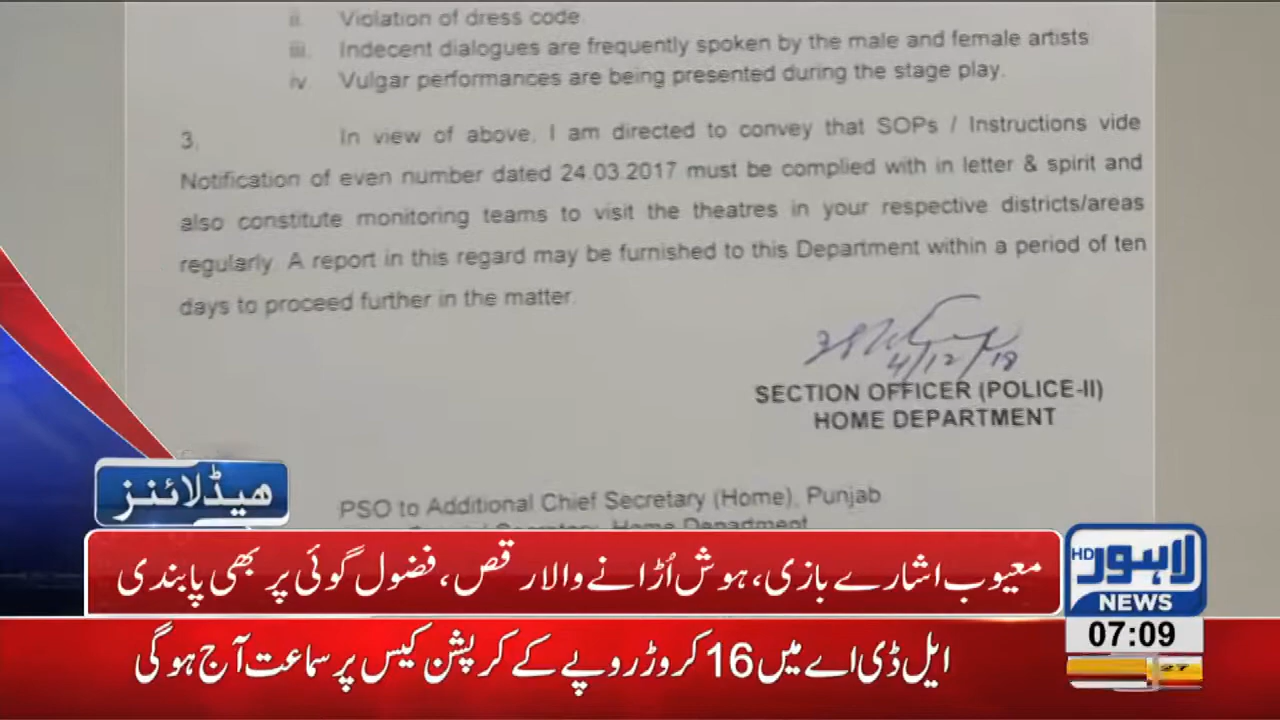 ii. Violation of dress code
iii. Indecent dialogues are frequently spoken by the male and female artists
iv Vulgar performances are being presented during the stage play.
3. In view of above, I am directed to convey that SOPs / Instructions vide
Notification of even number dated 24.03.2017 must be complied with in letter & spirit and
also constitute monitoring teams to visit the theatres in your respective districts/areas
regularly. A report in this regard may be furnished to this Department within a period of ten
days to proceed further in the matter.
4/12/18
SECTION OFFICER (POLICE-II)
HOME DEPARTMENT
PSO to Additional Chief Secretary (Home), Punjab
Secretary, Home Department
ہیڈلائنز
معیوب اشارے بازی، ہوش اُڑانے والا رقص، فضول گوئی پر بھی پابندی
HD لاہور
NEWS
07:09
27
ایل ڈی اے میں 16 کروڑ روپے کے کرپشن کیس پر سماعت آج ہوگی